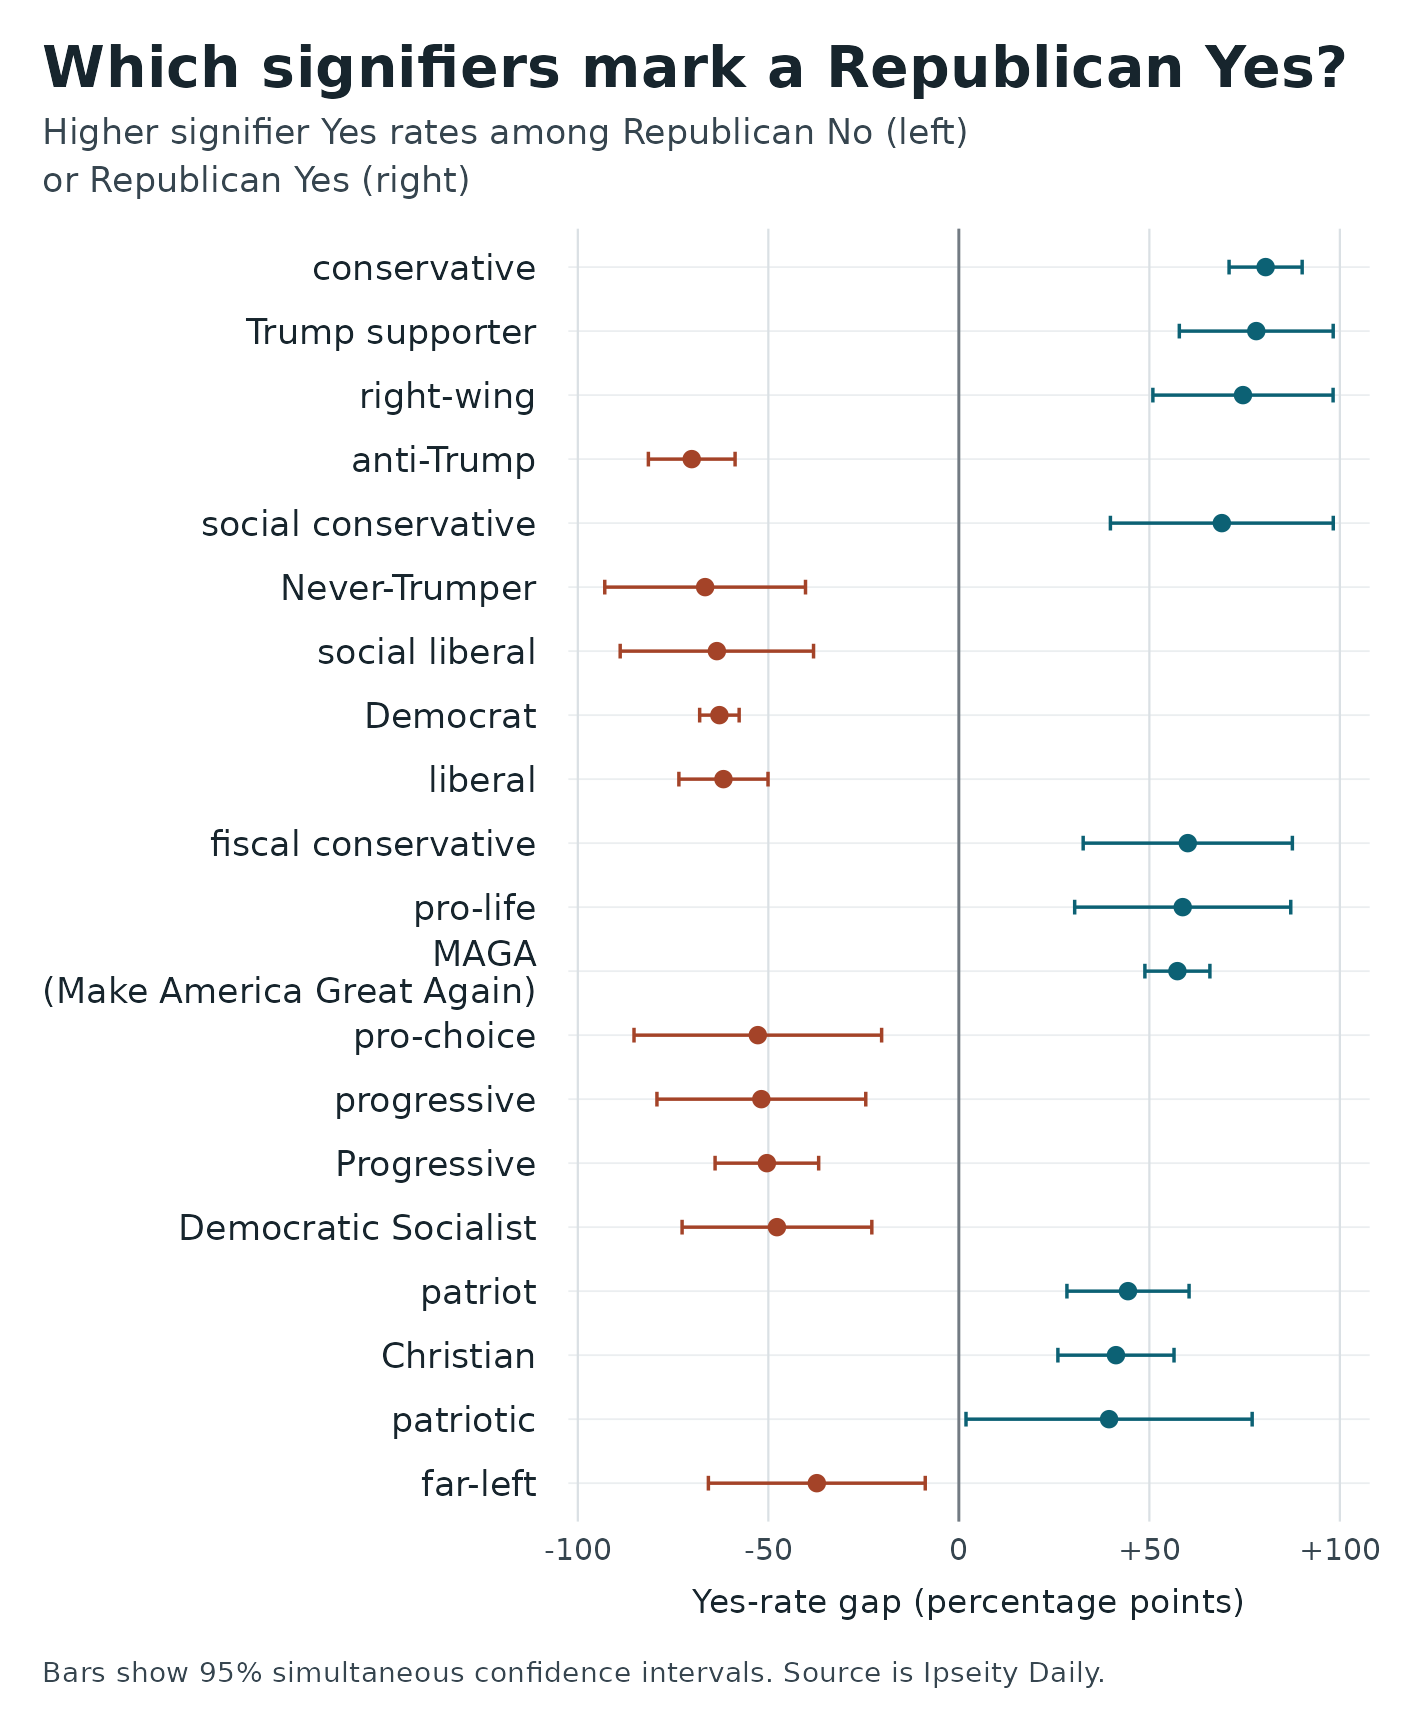 Which signifiers mark a Republican Yes?
Higher signifier Yes rates among Republican No (left)
or Republican Yes (right)
conservative
Trump supporter
right-wing
anti-Trump
social conservative
Never-Trumper
social liberal
Democrat
liberal
fiscal conservative
pro-life
MAGA
(Make America Great Again)
pro-choice
progressive
Progressive
Democratic Socialist
patriot
Christian
patriotic
far-left
-100 -50 0 +50 +100
Yes-rate gap (percentage points)
Bars show 95% simultaneous confidence intervals. Source is Ipseity Daily.